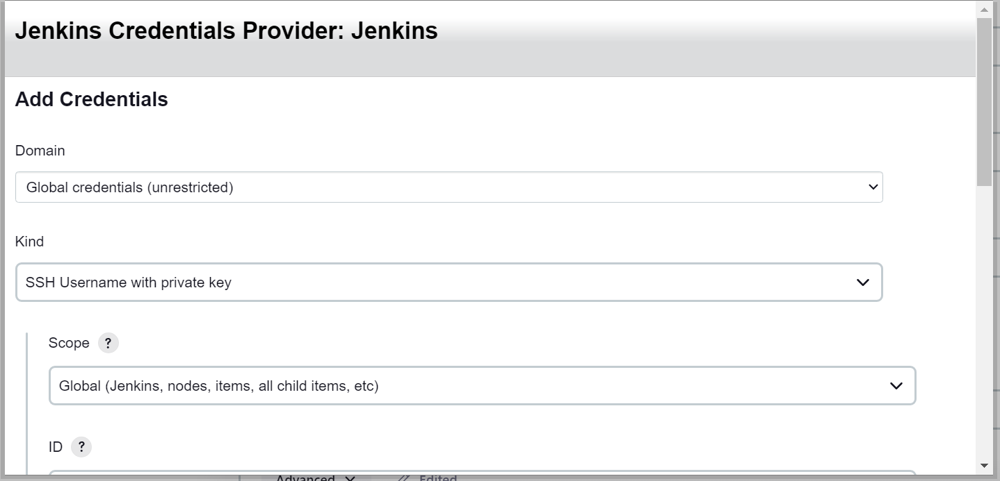 Jenkins Credentials Provider: Jenkins
Add Credentials
Domain
Global credentials (unrestricted)
Kind
SSH Username with private key
Scope ?
Global (Jenkins, nodes, items, all child items, etc)
ID ?
Advanced Edited